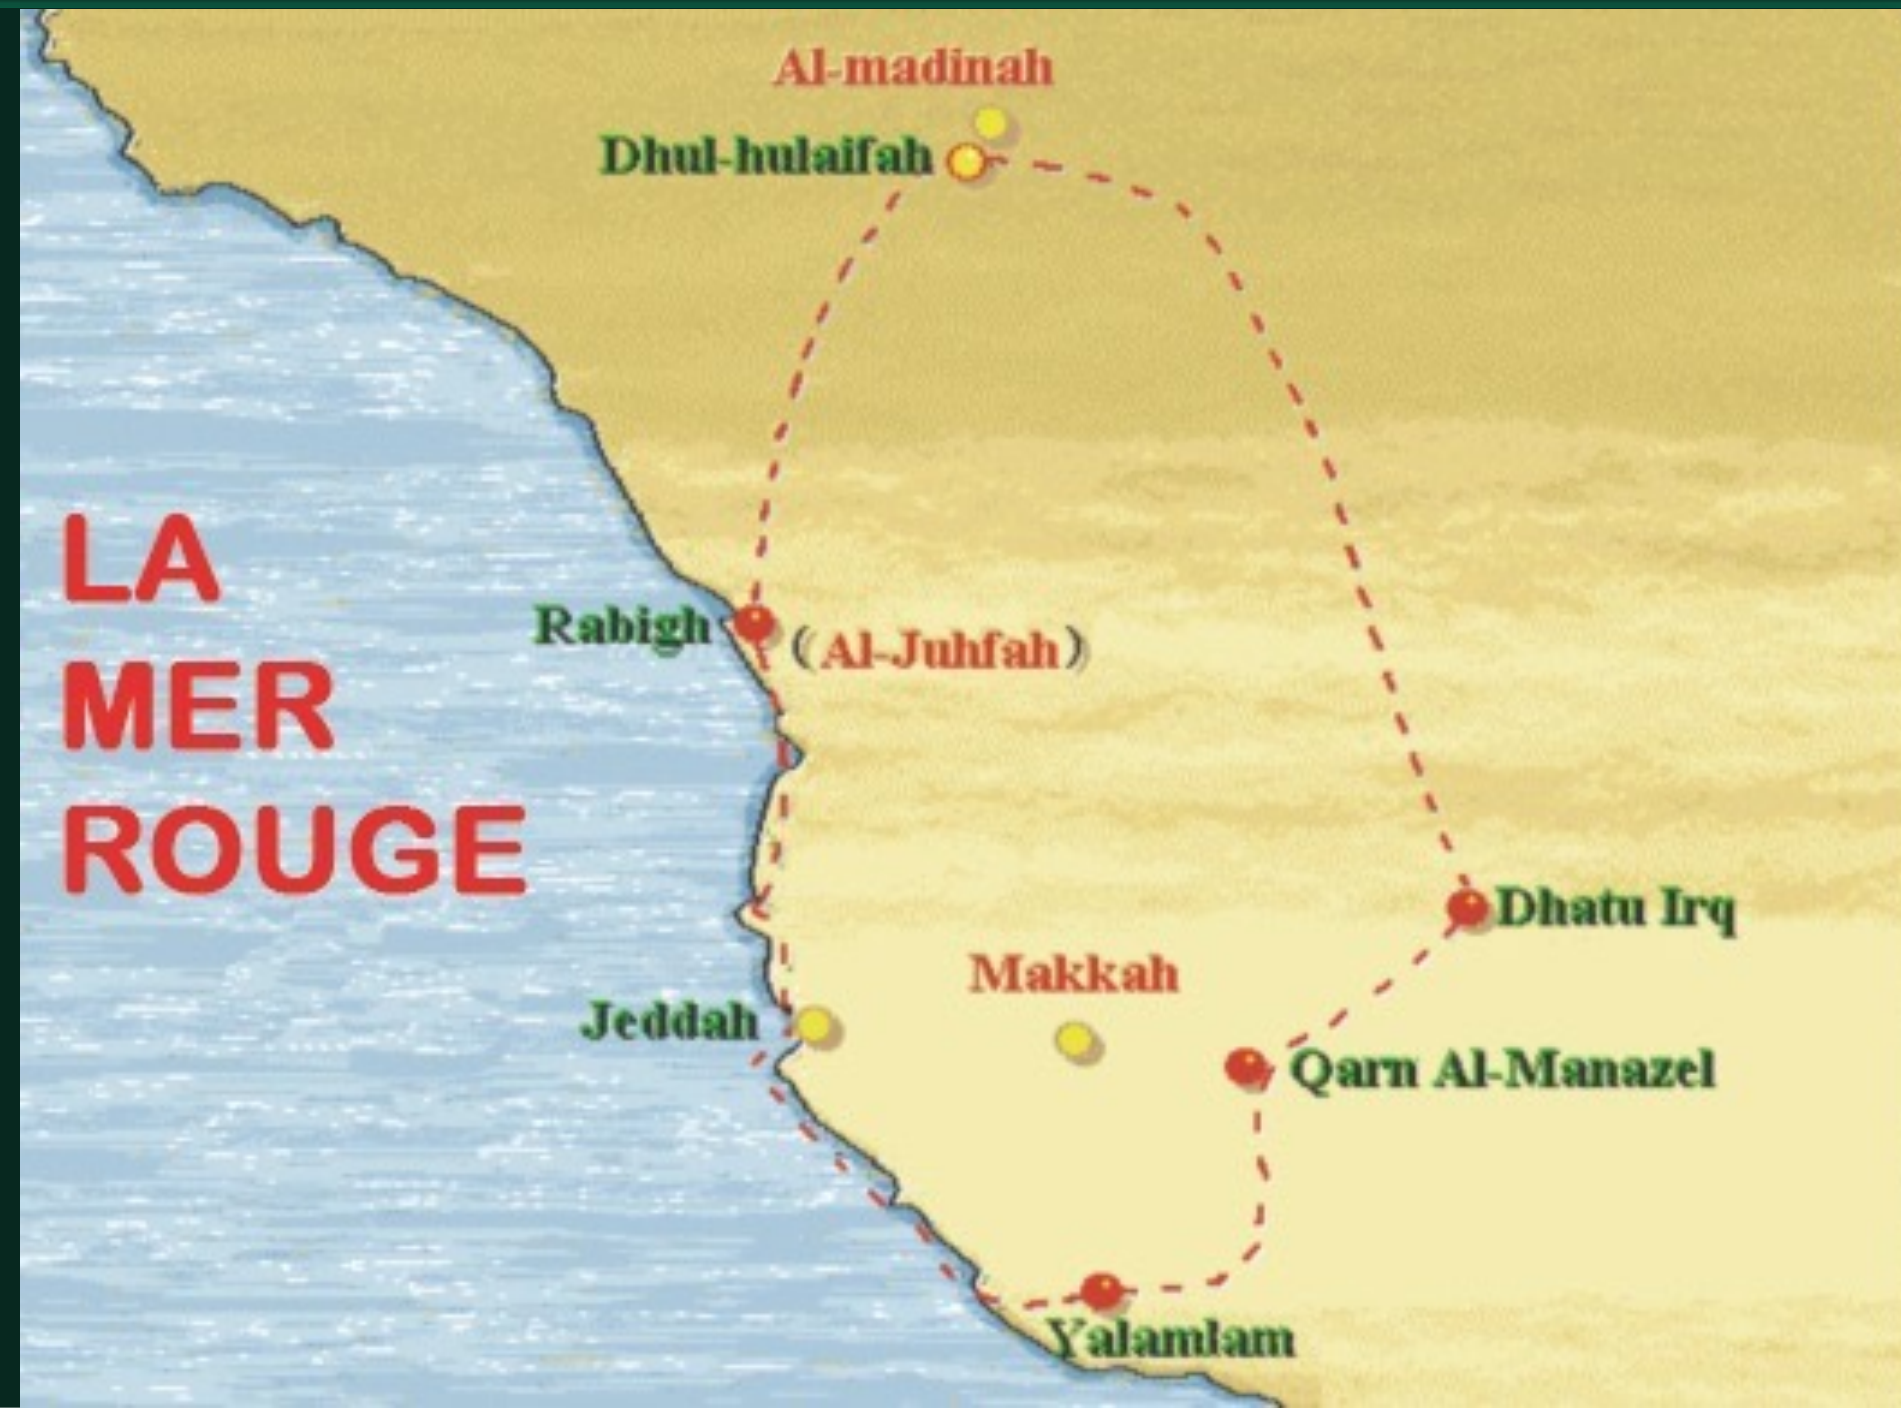 Al-madinah
Dhul-hulaifah
LA
MER
ROUGE
Rabigh
(Al-Juhfah)
Dhatu Irq
Makkah
Jeddah
Qarn Al-Manazel
Yalamlam